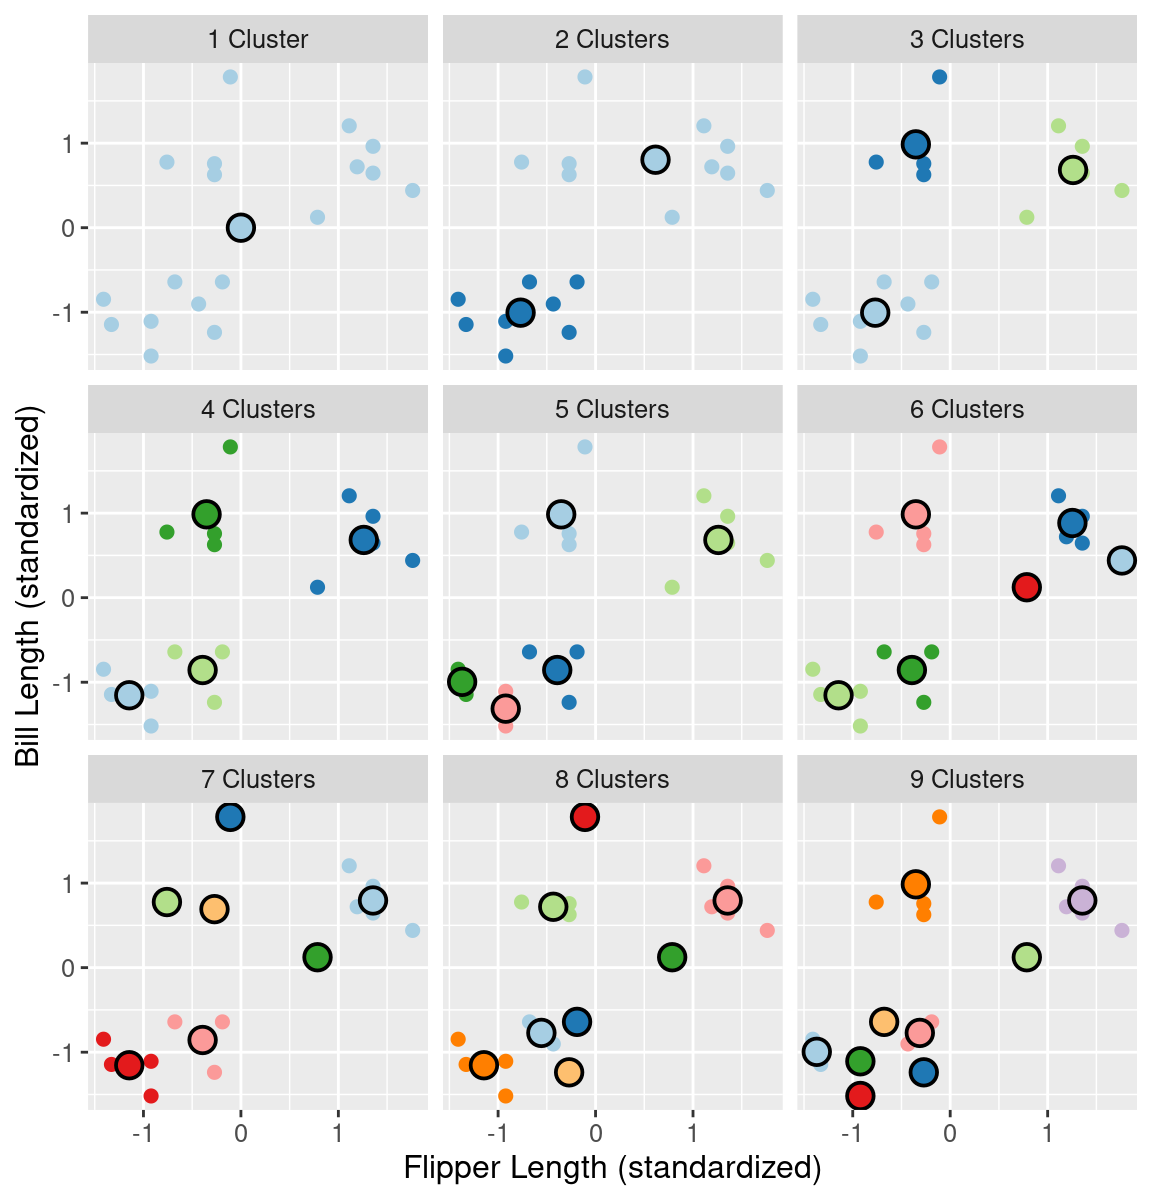 1 Cluster
2 Clusters
3 Clusters
1
0
-1
4 Clusters
5 Clusters
6 Clusters
1
0
-1
7 Clusters
8 Clusters
9 Clusters
1
0
-1
-1 0 1
-1 0 1
-1 0 1
Bill Length (standardized)
Flipper Length (standardized)